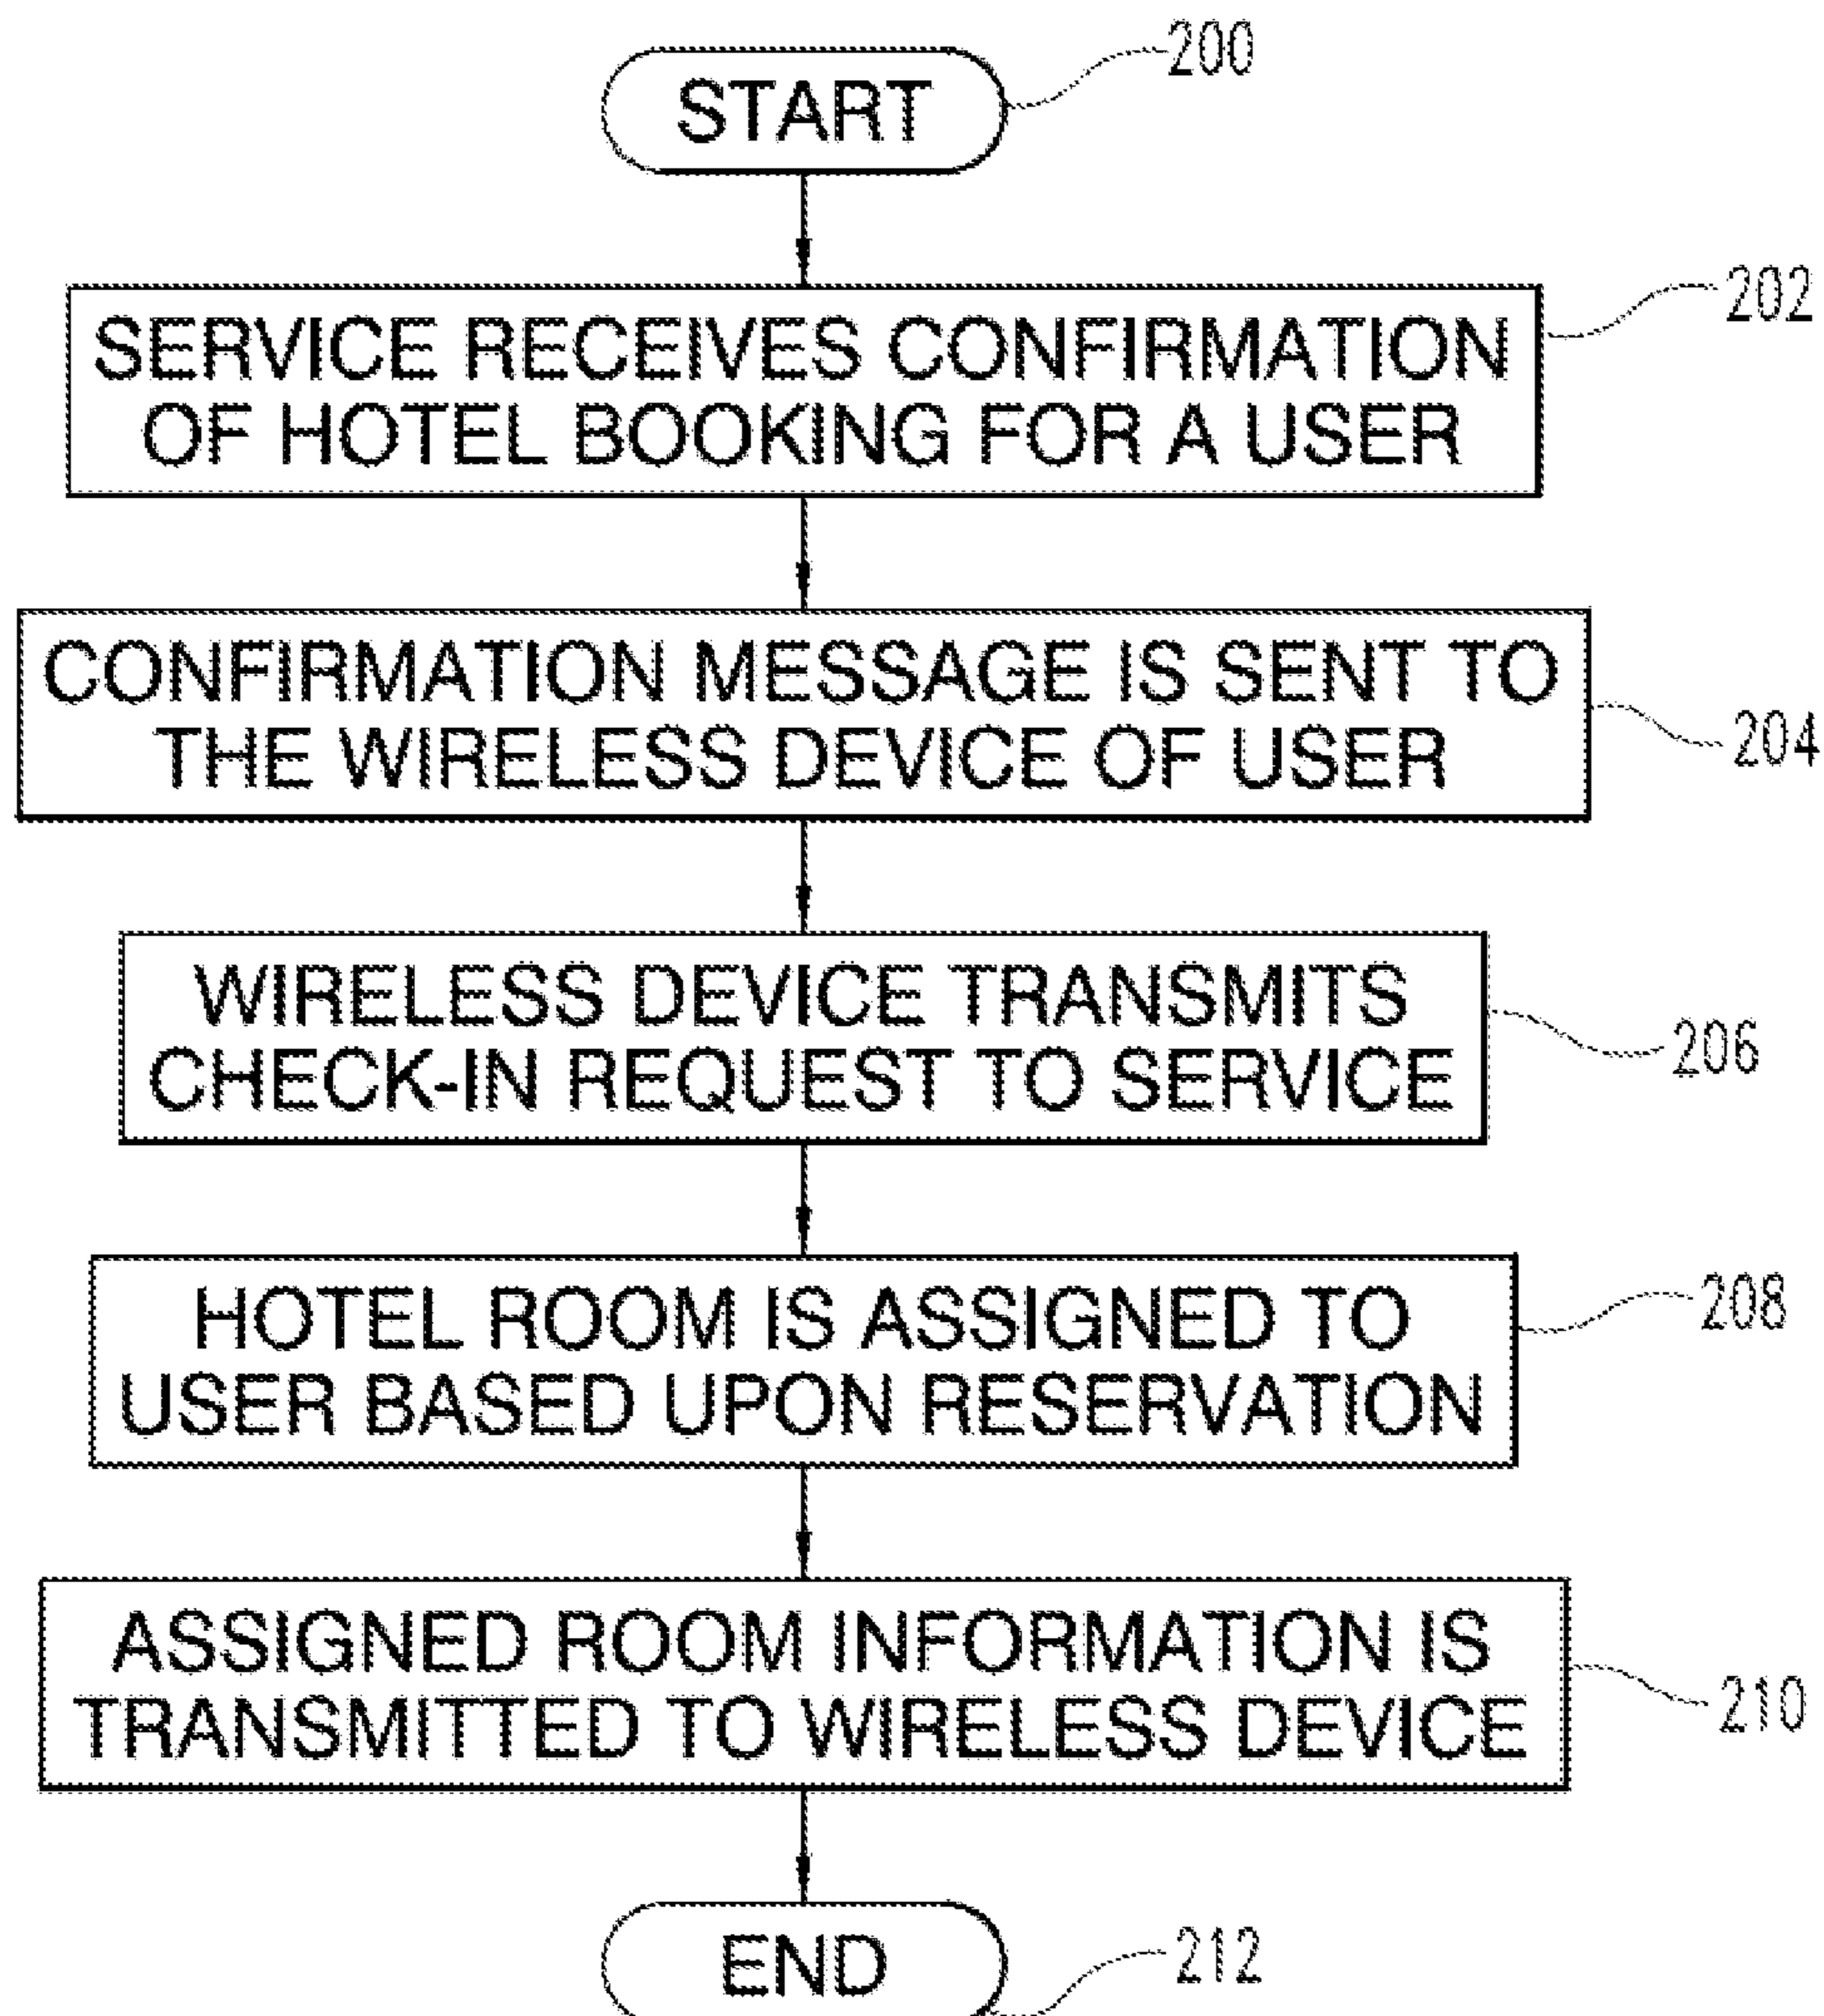 START
200
SERVICE RECEIVES CONFIRMATION
OF HOTEL BOOKING FOR A USER
202
CONFIRMATION MESSAGE IS SENT TO
THE WIRELESS DEVICE OF USER
204
WIRELESS DEVICE TRANSMITS
CHECK-IN REQUEST TO SERVICE
206
HOTEL ROOM IS ASSIGNED TO
USER BASED UPON RESERVATION
208
ASSIGNED ROOM INFORMATION IS
TRANSMITTED TO WIRELESS DEVICE
210
END
212